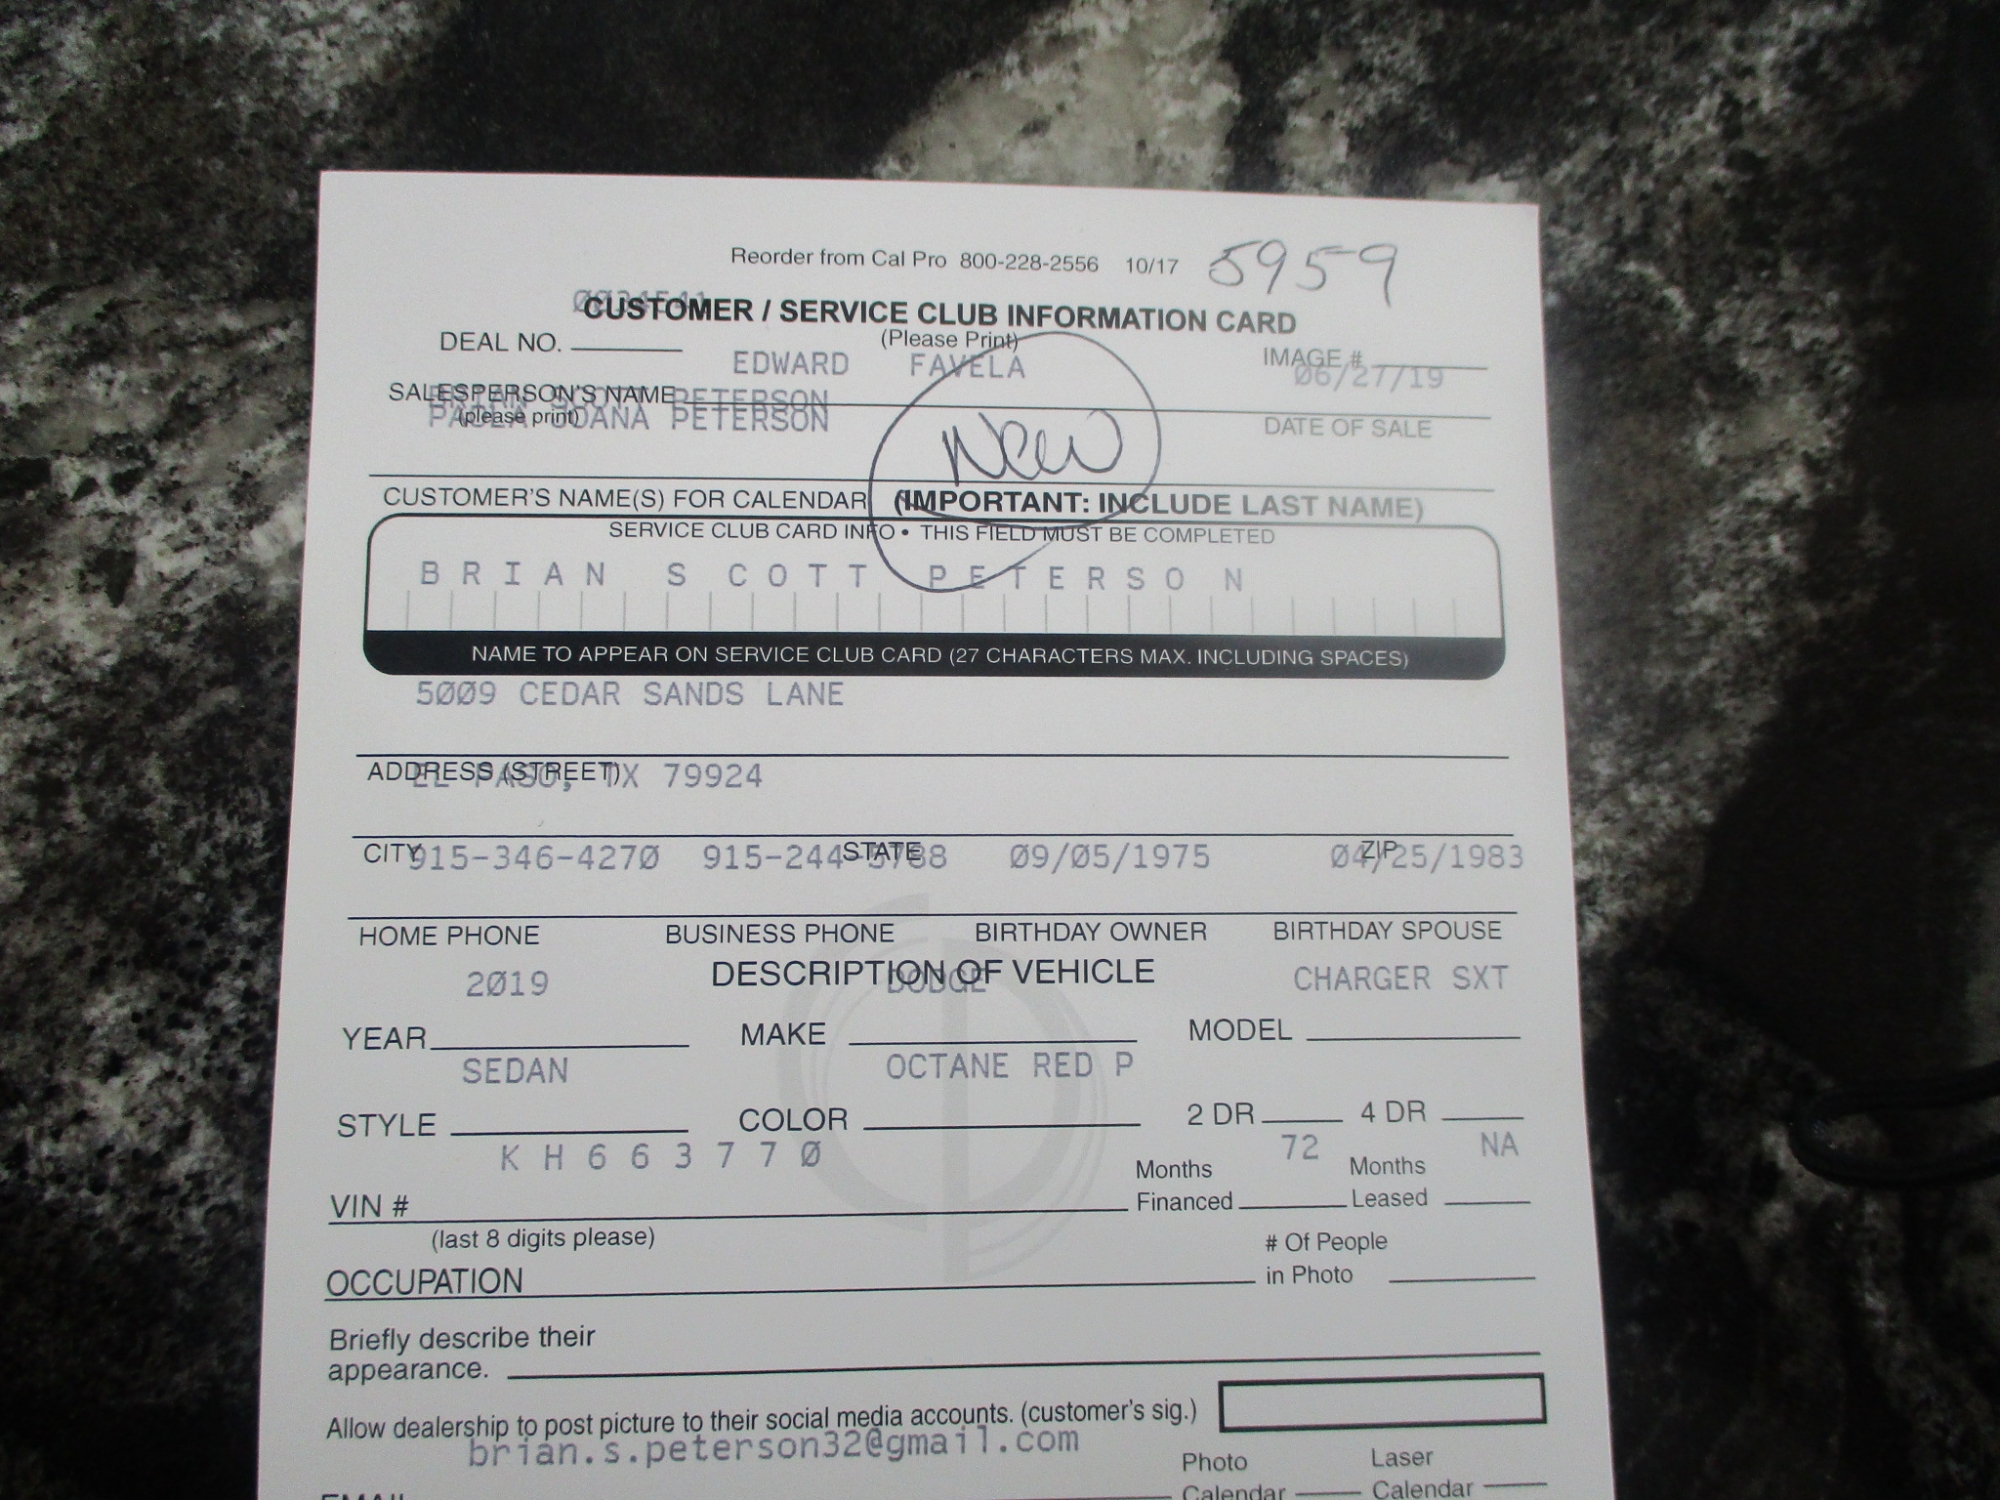 Reorder from Cal Pro 800-228-2556 10/17 5959
CUSTOMER / SERVICE CLUB INFORMATION CARD
(Please Print)
DEAL NO.
EDWARD FAVELA
IMAGE #
06/27/19
SALESPERSON'S NAME
(please print)
PETERSON
PETERSON
New
DATE OF SALE
CUSTOMER'S NAME(S) FOR CALENDAR (IMPORTANT: INCLUDE LAST NAME)
SERVICE CLUB CARD INFO • THIS FIELD MUST BE COMPLETED
BRIAN SCOTT PETERSON
NAME TO APPEAR ON SERVICE CLUB CARD (27 CHARACTERS MAX. INCLUDING SPACES)
5009 CEDAR SANDS LANE
ADDRESS (STREET)
EL PASO, TX 79924
CITY STATE ZIP
915-346-4270 915-244- 09/05/1975 04/25/1983
HOME PHONE BUSINESS PHONE BIRTHDAY OWNER BIRTHDAY SPOUSE
DESCRIPTION OF VEHICLE
2019 DODGE CHARGER SXT
YEAR MAKE MODEL
SEDAN OCTANE RED P
STYLE COLOR 2 DR 4 DR
KH663770 72 NA
VIN # Months Financed Months Leased
(last 8 digits please)
# Of People
OCCUPATION in Photo
Briefly describe their
appearance.
Allow dealership to post picture to their social media accounts. (customer's sig.)
brian.s.peterson32@gmail.com
Photo Laser
EMAIL Calendar Calendar